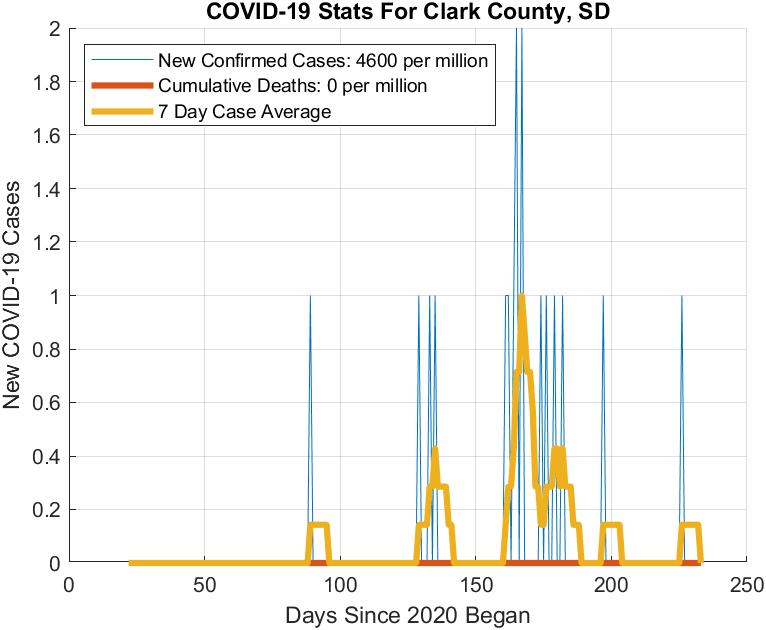 COVID-19 Stats For Clark County, SD
2
1.8
1.6
1.4
1.2
1
0.8
0.6
0.4
0.2
0
New COVID-19 Cases
New Confirmed Cases: 4600 per million
Cumulative Deaths: 0 per million
7 Day Case Average
0 50 100 150 200 250
Days Since 2020 Began